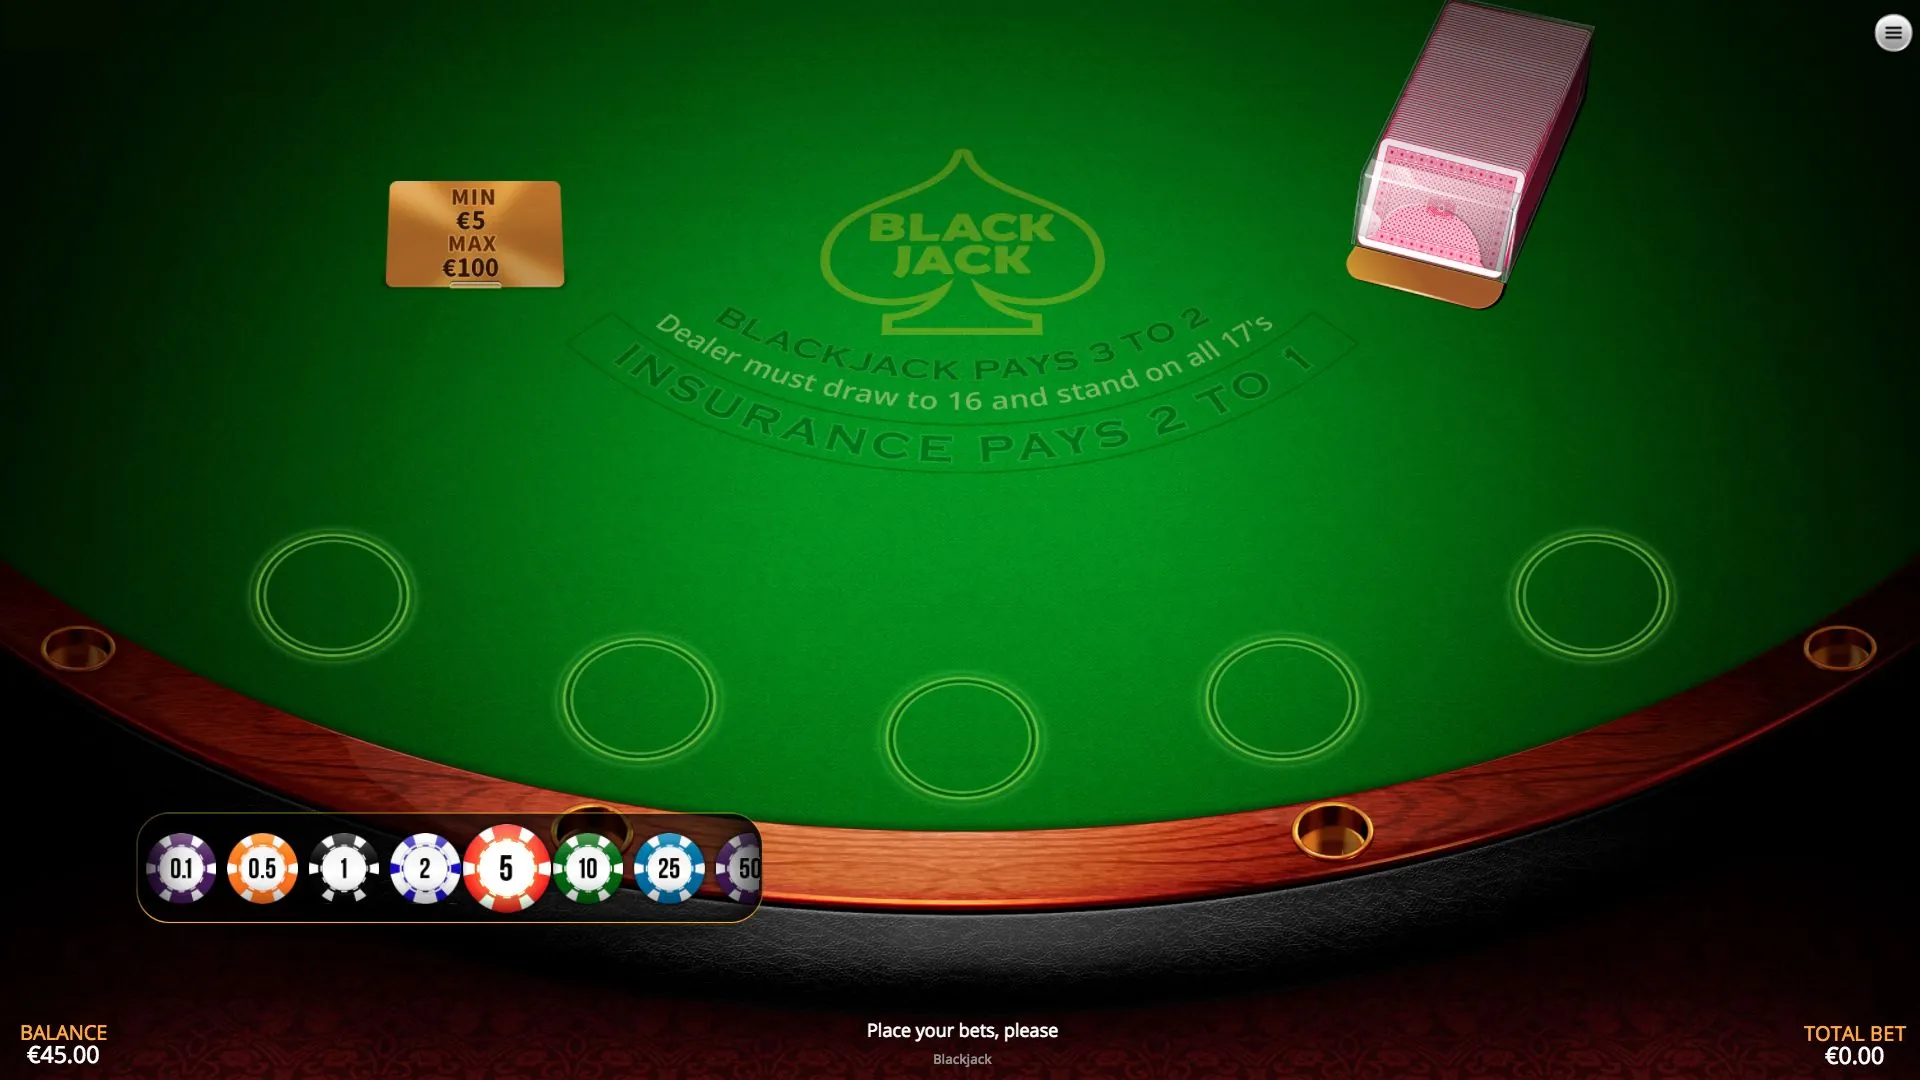 MIN
€5
MAX
€100
BLACK
JACK
BLACKJACK PAYS 3 TO 2
Dealer must draw to 16 and stand on all 17's
INSURANCE PAYS 2 TO 1
0.1
0.5
1
2
5
10
25
50
BALANCE
€45.00
Place your bets, please
Blackjack
TOTAL BET
€0.00